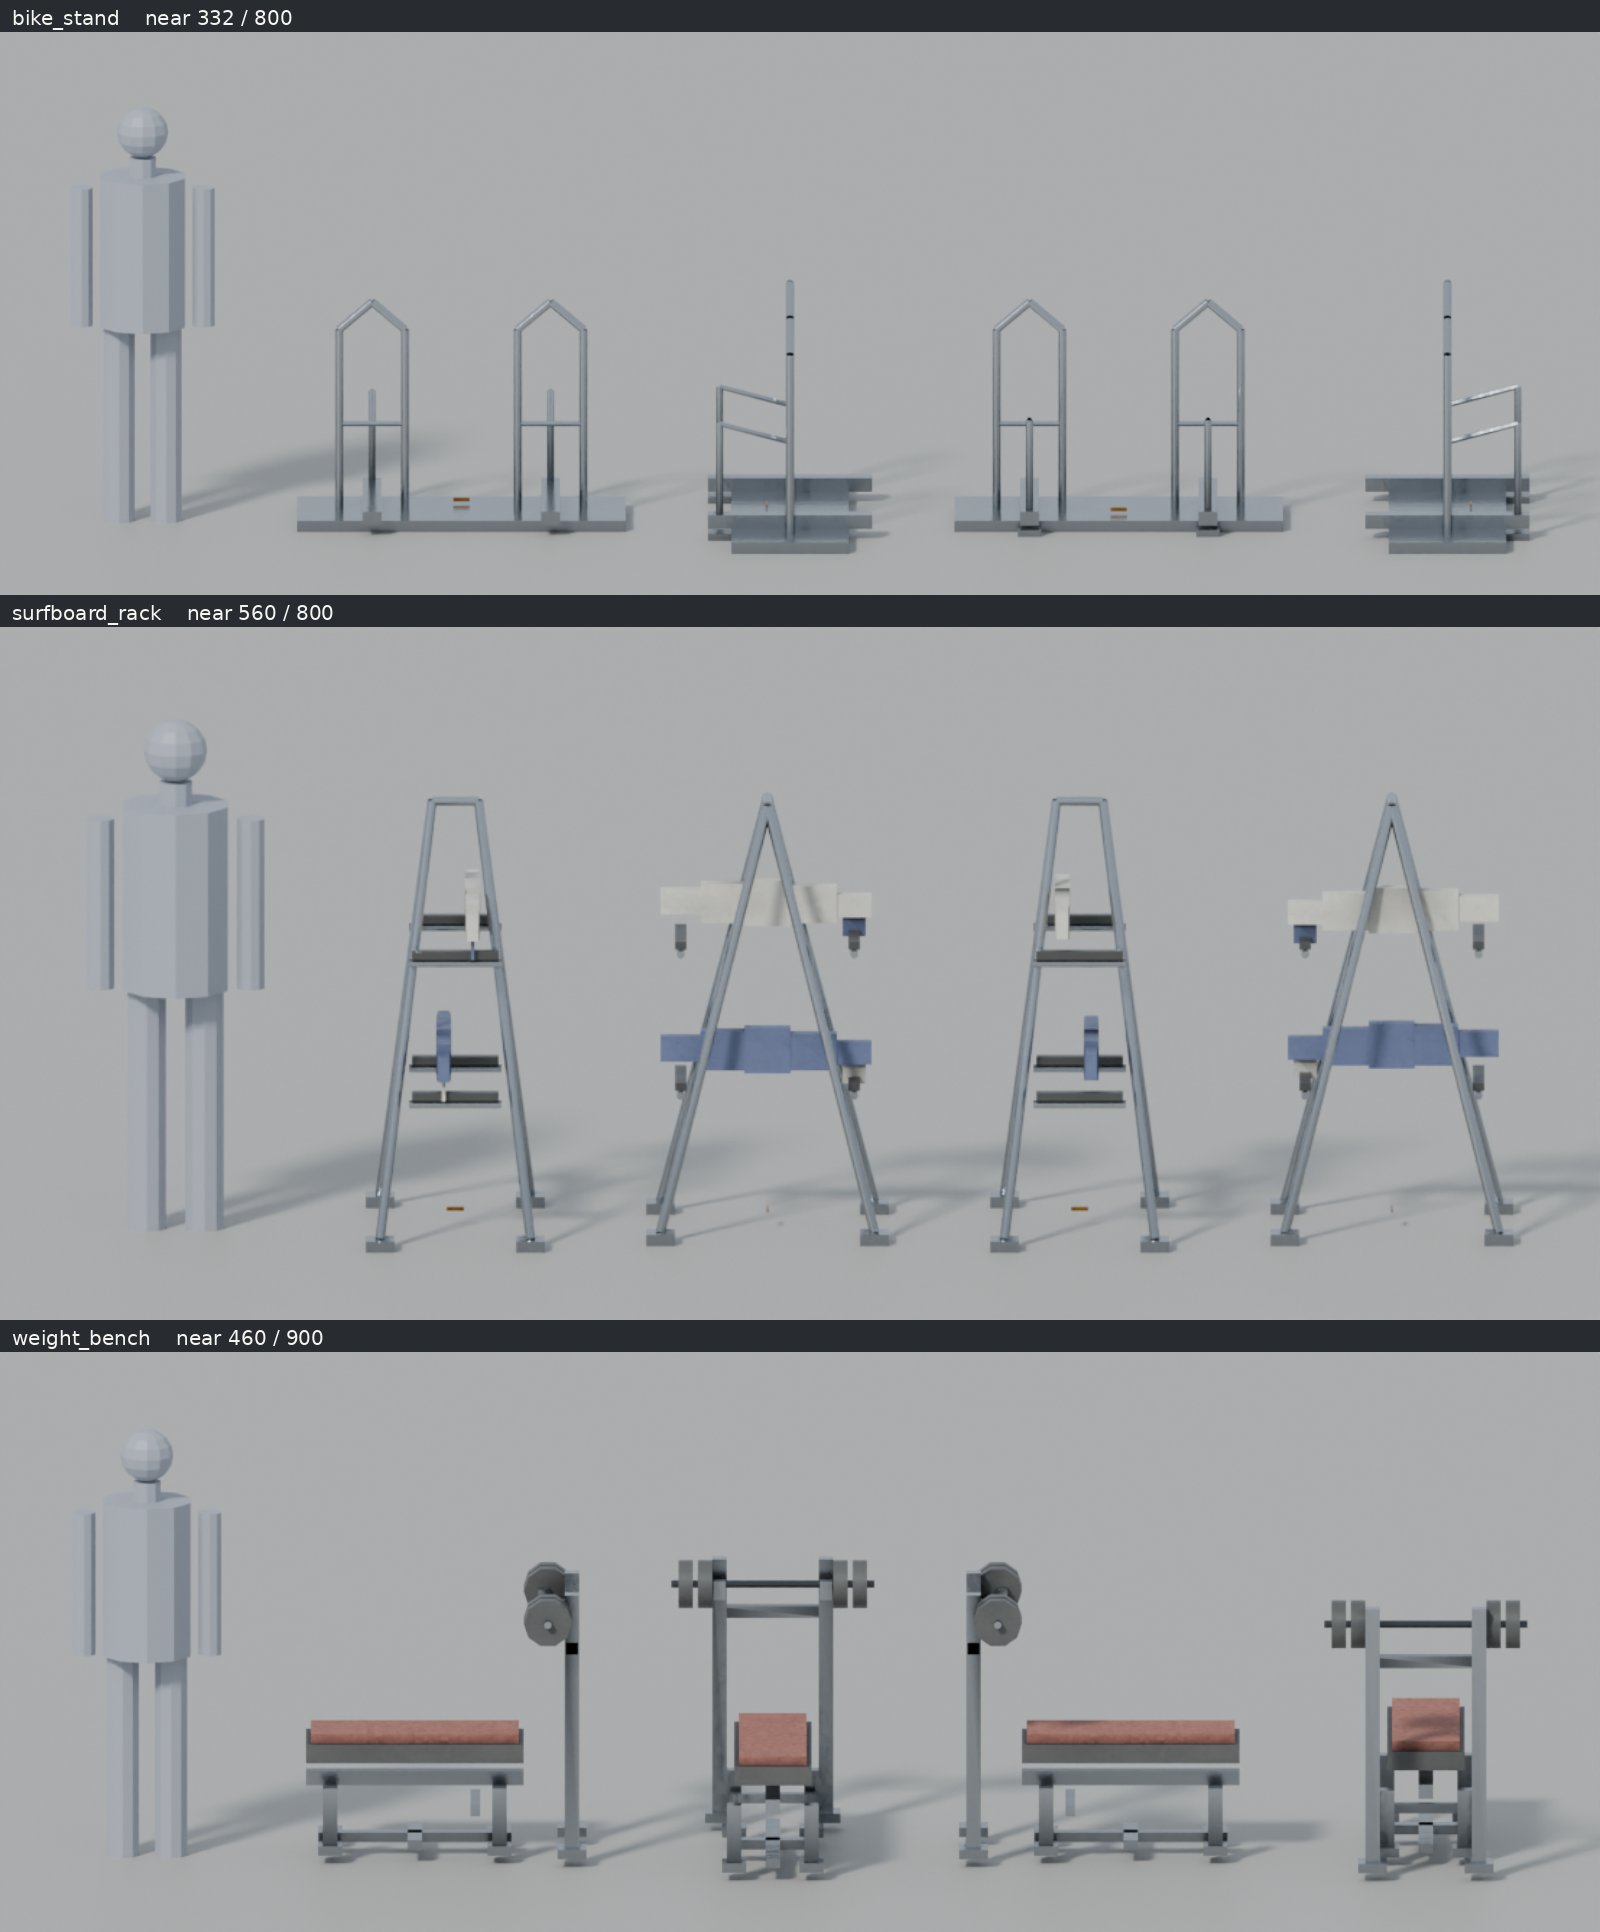 bike_stand near 332 / 800
surfboard_rack near 560 / 800
weight_bench near 460 / 900